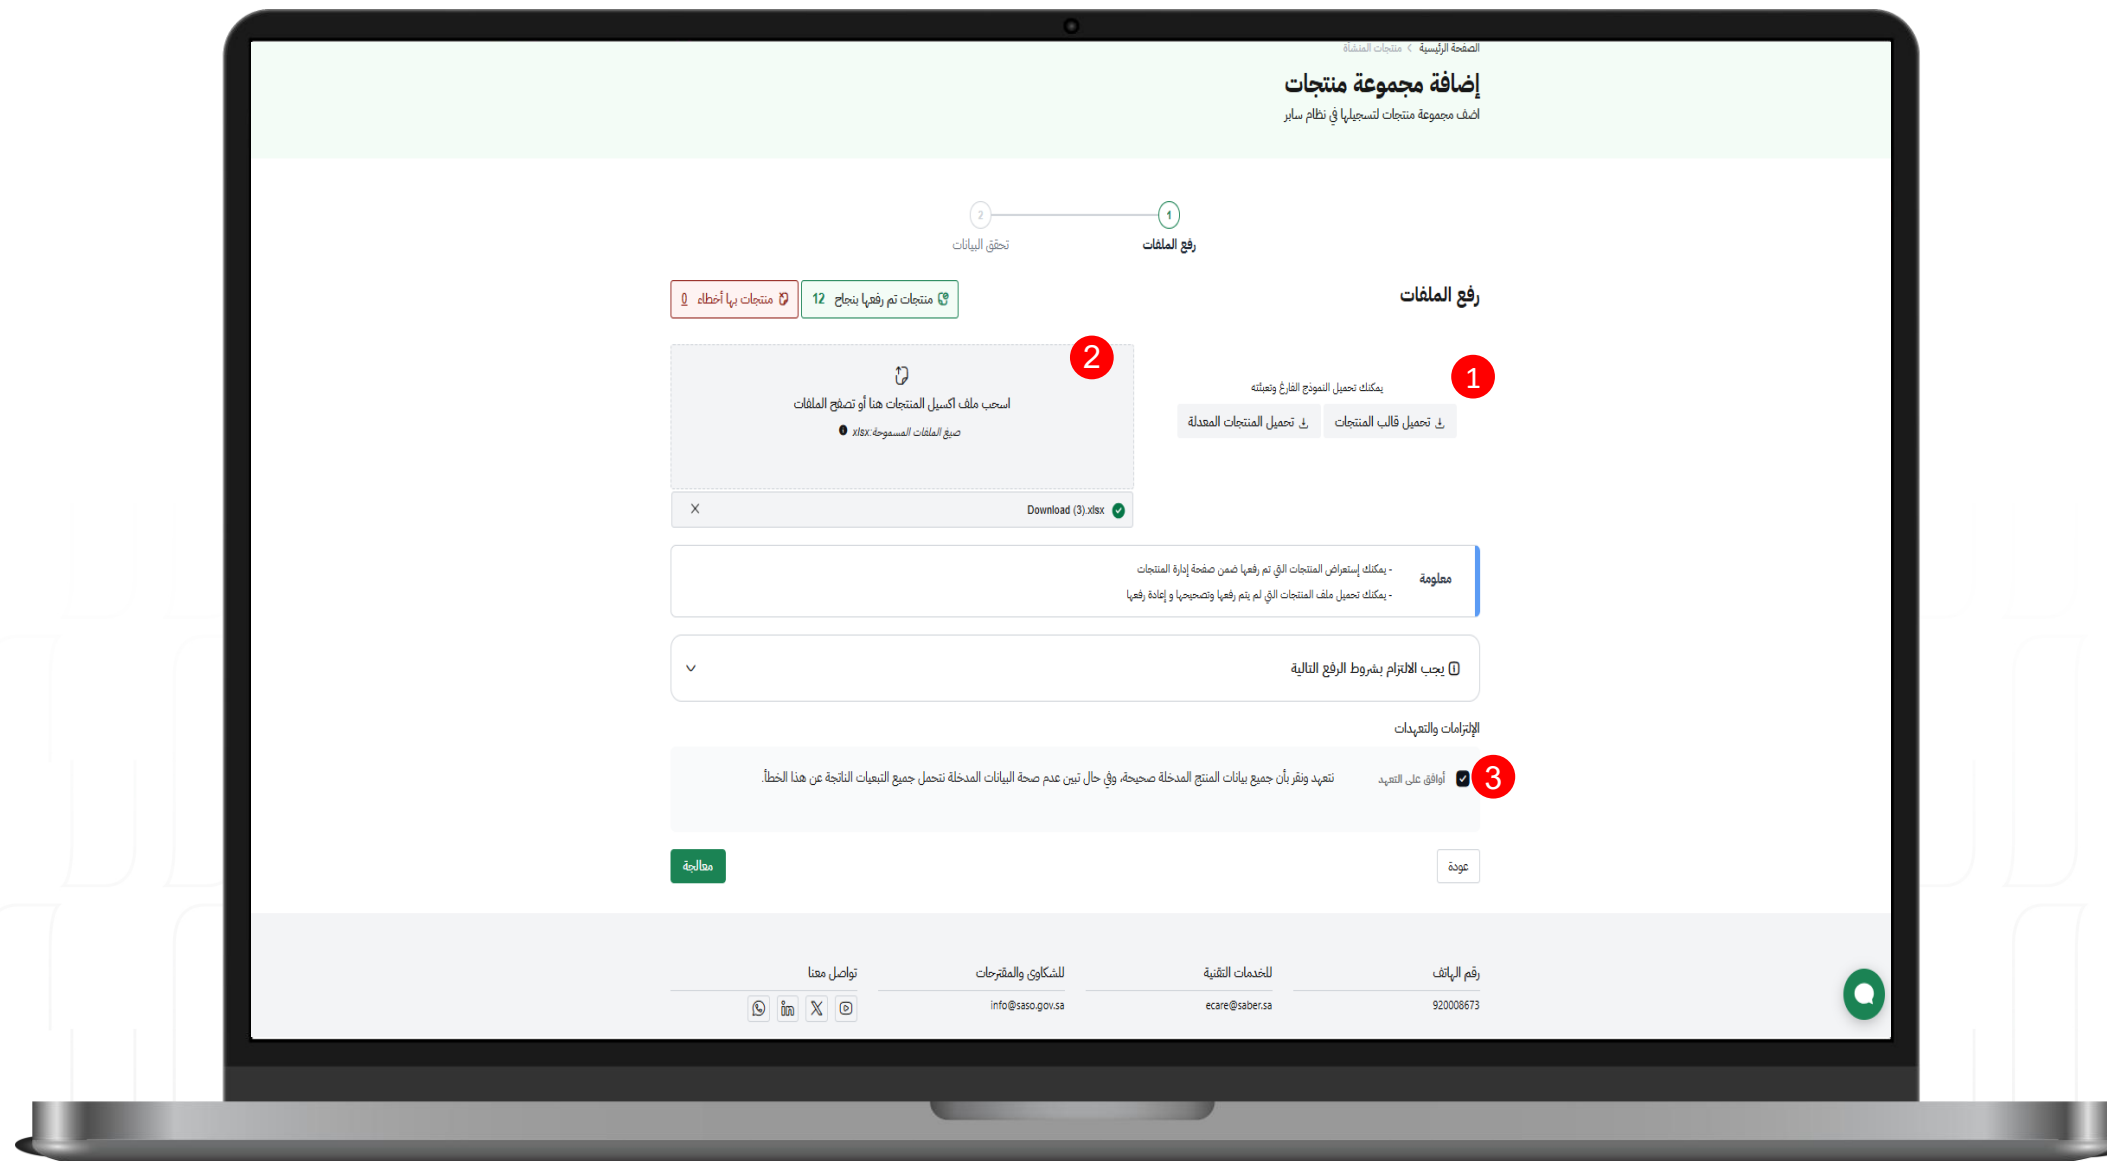 الصفحة الرئيسية > منتجات المنشأة
إضافة مجموعة منتجات
اضف مجموعة منتجات لتسجيلها في نظام سابر
1
رفع الملفات
2
تحقق البيانات
رفع الملفات
منتجات تم رفعها بنجاح 12
منتجات بها أخطاء 0
1
يمكنك تحميل النموذج الفارغ وتعبئته
تحميل قالب المنتجات
تحميل المنتجات المعدلة
2
اسحب ملف اكسيل المنتجات هنا أو تصفح الملفات
صيغ الملفات المسموحة: xlsx
Download (3).xlsx
معلومة
- يمكنك إستعراض المنتجات التي تم رفعها ضمن صفحة إدارة المنتجات
- يمكنك تحميل ملف المنتجات التي لم يتم رفعها وتصحيحها و إعادة رفعها
يجب الالتزام بشروط الرفع التالية
الإلتزامات والتعهدات
3
أوافق على التعهد
نتعهد ونقر بأن جميع بيانات المنتج المدخلة صحيحة، وفي حال تبين عدم صحة البيانات المدخلة نتحمل جميع التبعيات الناتجة عن هذا الخطأ.
عودة
معالجة
رقم الهاتف
920008673
للخدمات التقنية
ecare@saber.sa
للشكاوى والمقترحات
info@saso.gov.sa
تواصل معنا